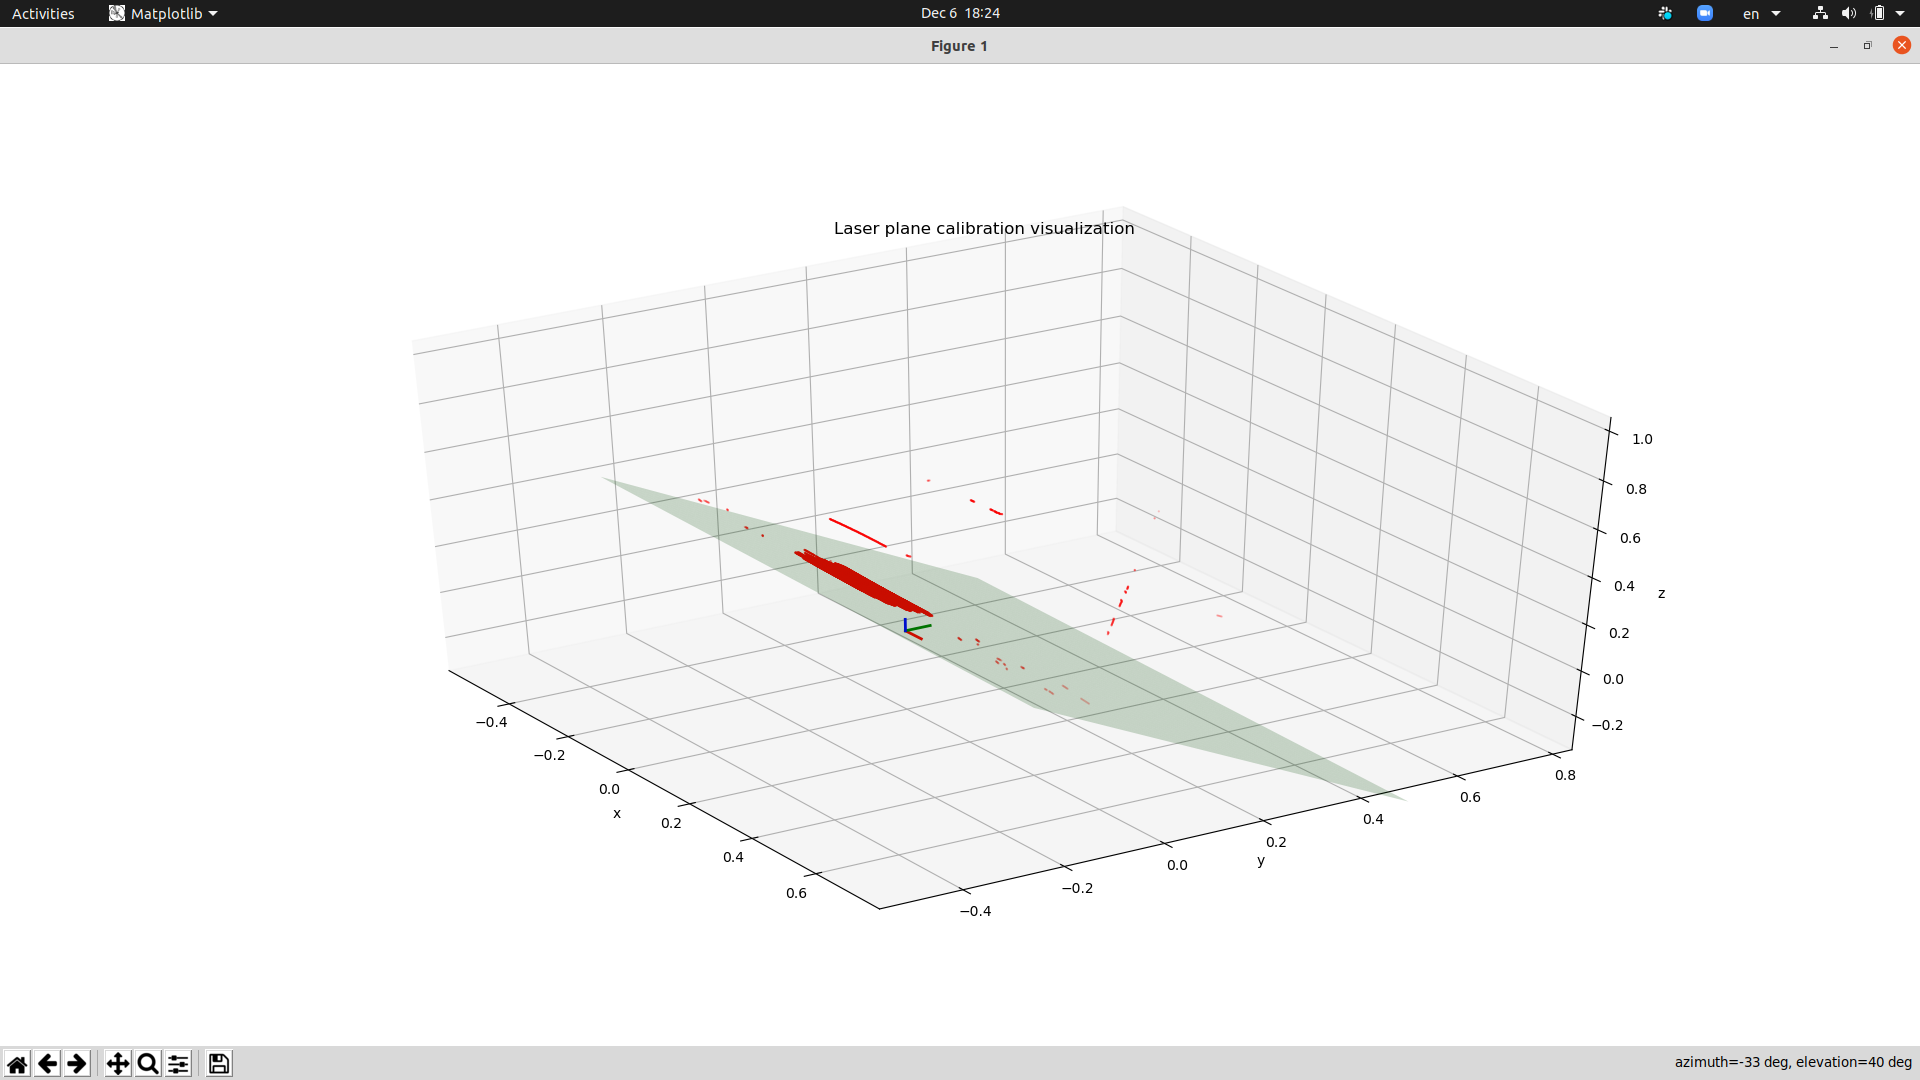 Activities Matplotlib Dec 6 18:24 en
Figure 1
Laser plane calibration visualization
1.0
0.8
0.6
0.4
0.2
0.0
−0.2
z
−0.4
−0.2
0.0
0.2
0.4
0.6
x
−0.4
−0.2
0.0
0.2
0.4
0.6
0.8
y
azimuth=-33 deg, elevation=40 deg